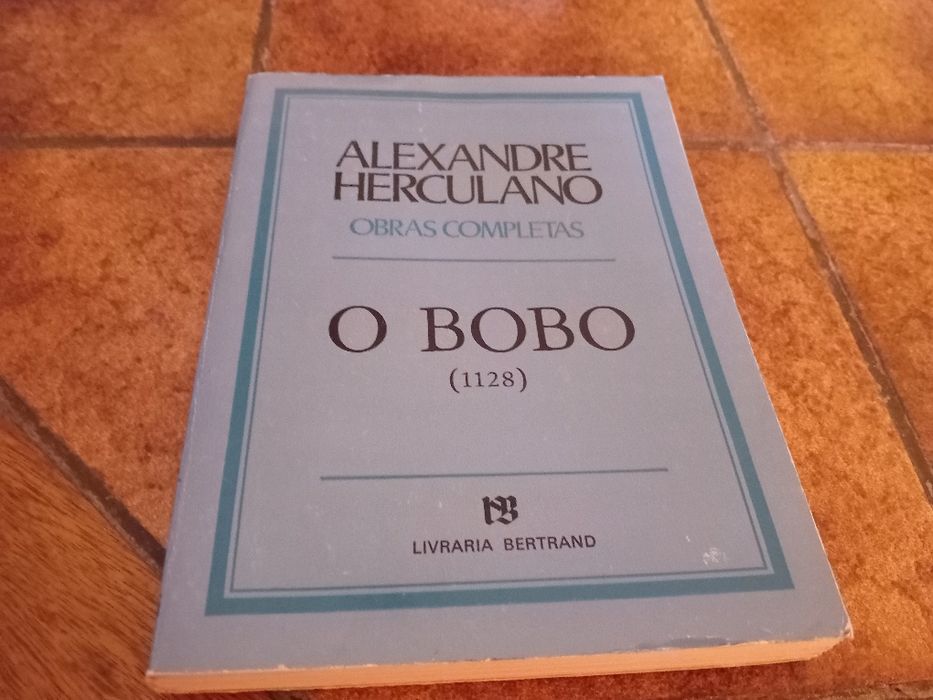 ALEXANDRE
HERCULANO
OBRAS COMPLETAS
O BOBO
(1128)
LIVRARIA BERTRAND